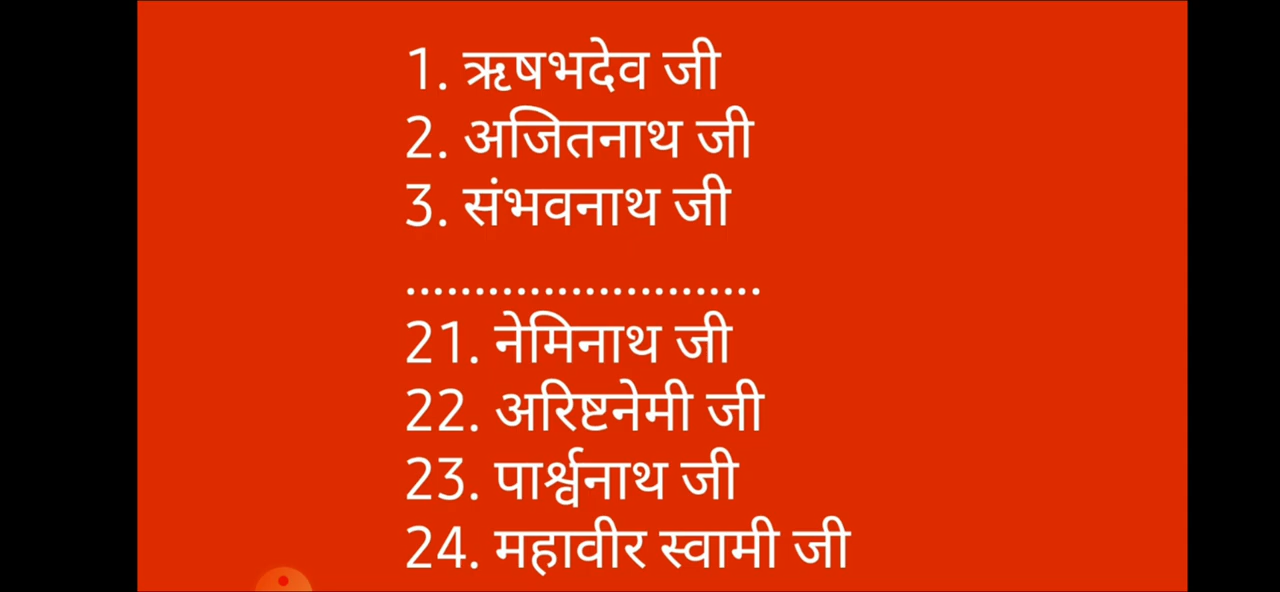 1. ऋषभदेव जी
2. अजितनाथ जी
3. संभवनाथ जी
..........................
21. नेमिनाथ जी
22. अरिष्टनेमी जी
23. पार्श्वनाथ जी
24. महावीर स्वामी जी